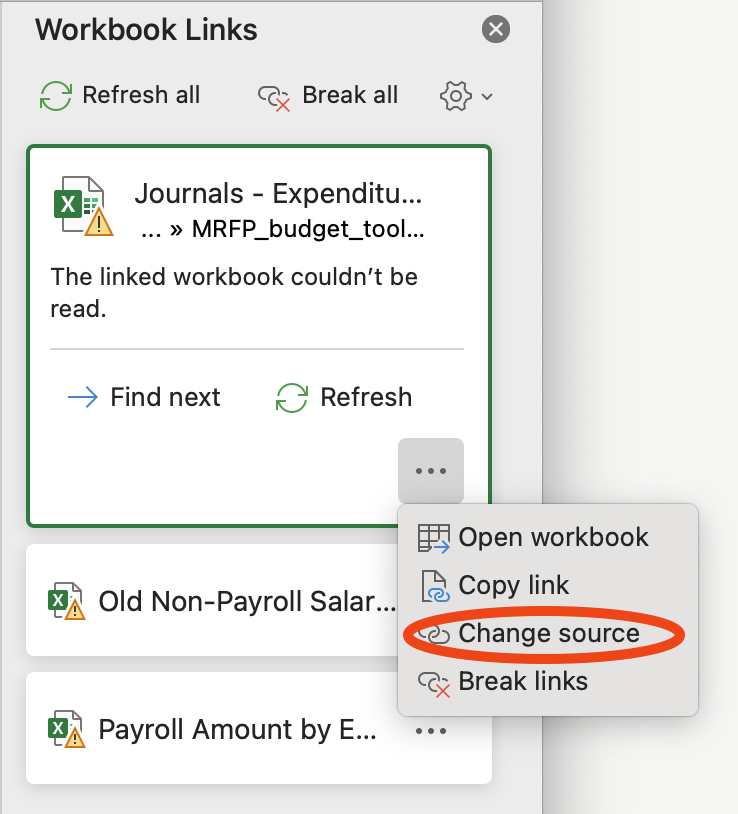 Workbook Links
Refresh all
Break all
Journals - Expenditu...
... » MRFP_budget_tool...
The linked workbook couldn’t be
read.
Find next
Refresh
Open workbook
Copy link
Change source
Break links
Old Non-Payroll Salar...
Payroll Amount by E...